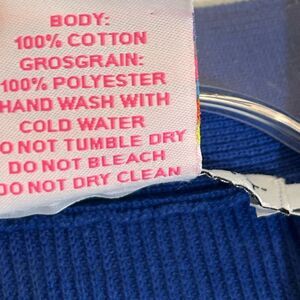 BODY:
100% COTTON
GROSGRAIN:
100% POLYESTER
HAND WASH WITH
COLD WATER
DO NOT TUMBLE DRY
DO NOT BLEACH
DO NOT DRY CLEAN